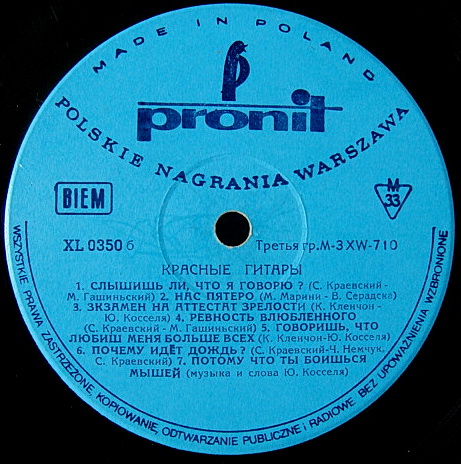 MADE IN POLAND
pronit
POLSKIE NAGRANIA WARSZAWA
BIEM
M
33
XL 0350 б
Третья гр.М-3 XW-710
КРАСНЫЕ ГИТАРЫ
1. СЛЫШИШЬ ЛИ, ЧТО Я ГОВОРЮ ? (С. Краевский-
М. Гашиньский) 2. НАС ПЯТЕРО (М. Марини - В. Серадска)
3. ЭКЗАМЕН НА АТТЕСТАТ ЗРЕЛОСТИ (К. Кленчон-
Ю. Косселя) 4. РЕВНОСТЬ ВЛЮБЛЕННОГО
(С. Краевский - М. Гашиньский) 5. ГОВОРИШЬ, ЧТО
ЛЮБИШ МЕНЯ БОЛЬШЕ ВСЕХ (К. Кленчон-Ю. Косселя)
6. ПОЧЕМУ ИДЁТ ДОЖДЬ ? (С. Краевский-Ч. Немчук,
С. Краевский) 7. ПОТОМУ ЧТО ТЫ БОИШЬСЯ
МЫШЕЙ (музыка и слова Ю. Косселя)
WSZYSTKIE PRAWA ZASTRZEŻONE, KOPIOWANIE, ODTWARZANIE PUBLICZNE i RADIOWE BEZ UPOWAŻNIENIA WZBRONIONE